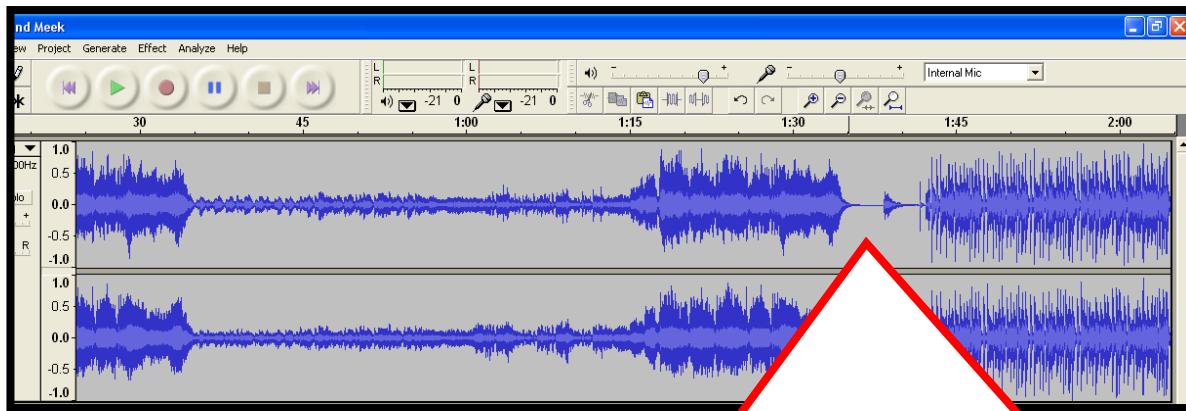 nd Meek
ew Project Generate Effect Analyze Help
L
R
-21 0
L
R
-21 0
- +
- +
Internal Mic
30 45 1:00 1:15 1:30 1:45 2:00
00Hz
olo
+
R
1.0
0.5
0.0
-0.5
-1.0
1.0
0.5
0.0
-0.5
-1.0